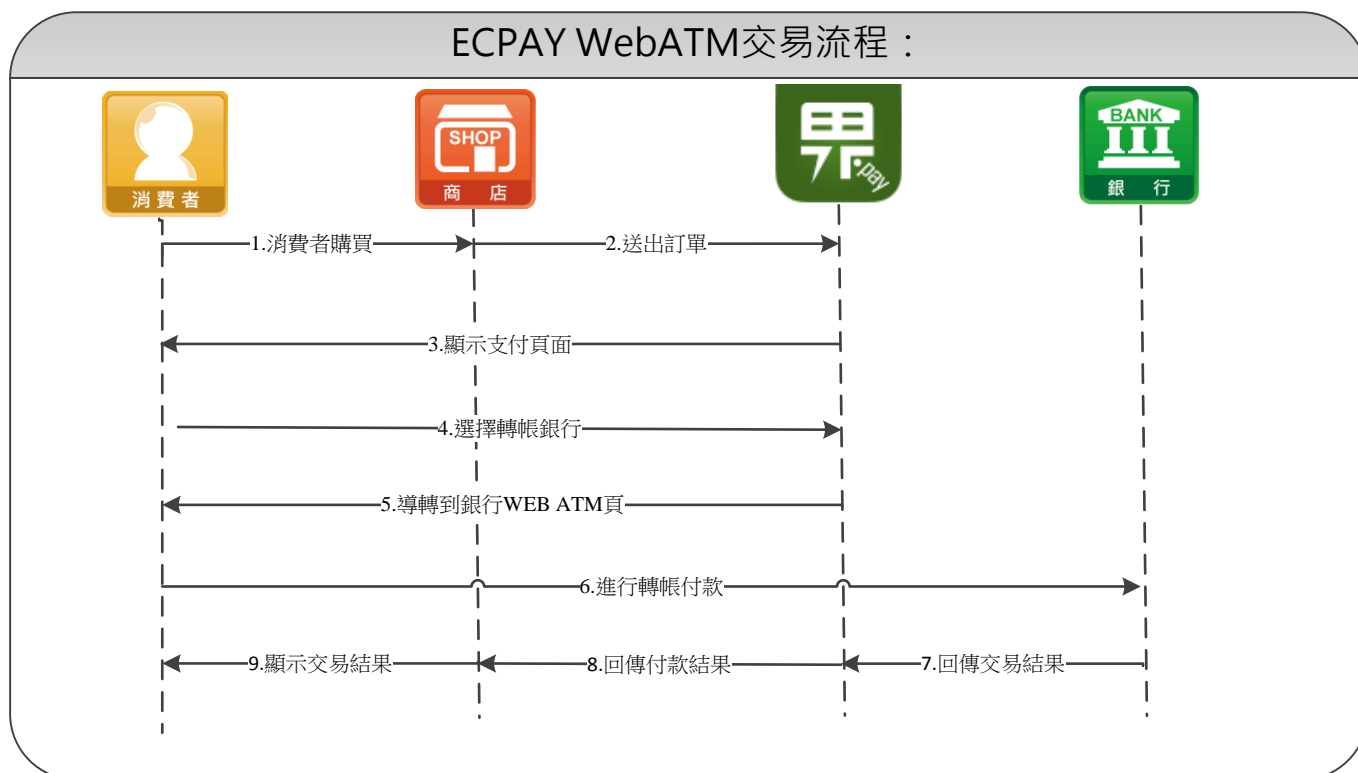 ECPAY WebATM交易流程：
消費者
SHOP
商 店
pay
BANK
銀 行
1.消費者購買
2.送出訂單
3.顯示支付頁面
4.選擇轉帳銀行
5.導轉到銀行WEB ATM頁
6.進行轉帳付款
9.顯示交易結果
8.回傳付款結果
7.回傳交易結果